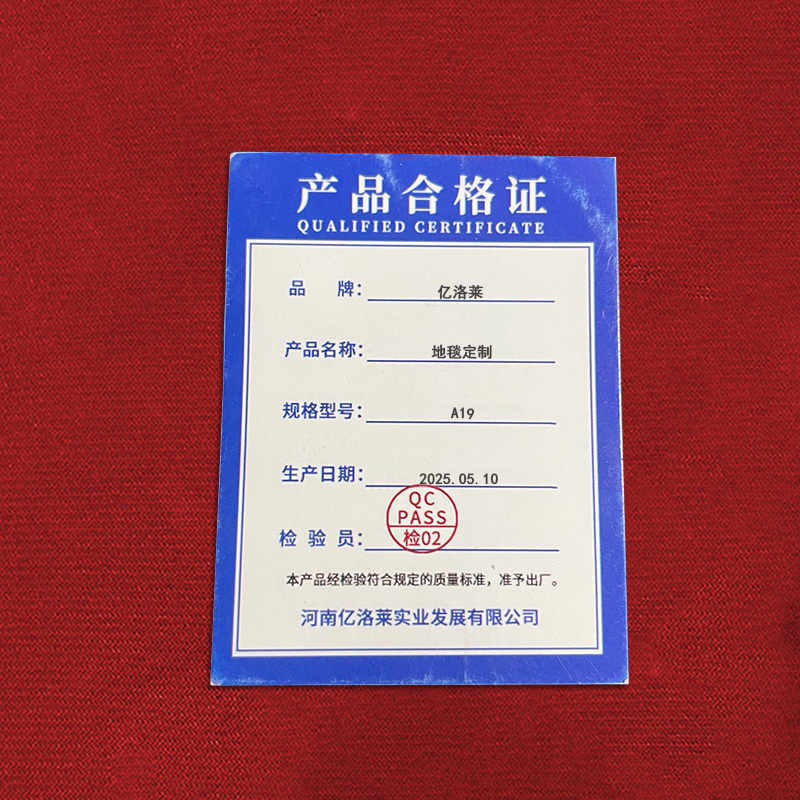 产品合格证
QUALIFIED CERTIFICATE
品 牌： 亿洛莱
产品名称： 地毯定制
规格型号： A19
生产日期： 2025.05.10
检 验 员：
QC
PASS
检02
本产品经检验符合规定的质量标准，准予出厂。
河南亿洛莱实业发展有限公司